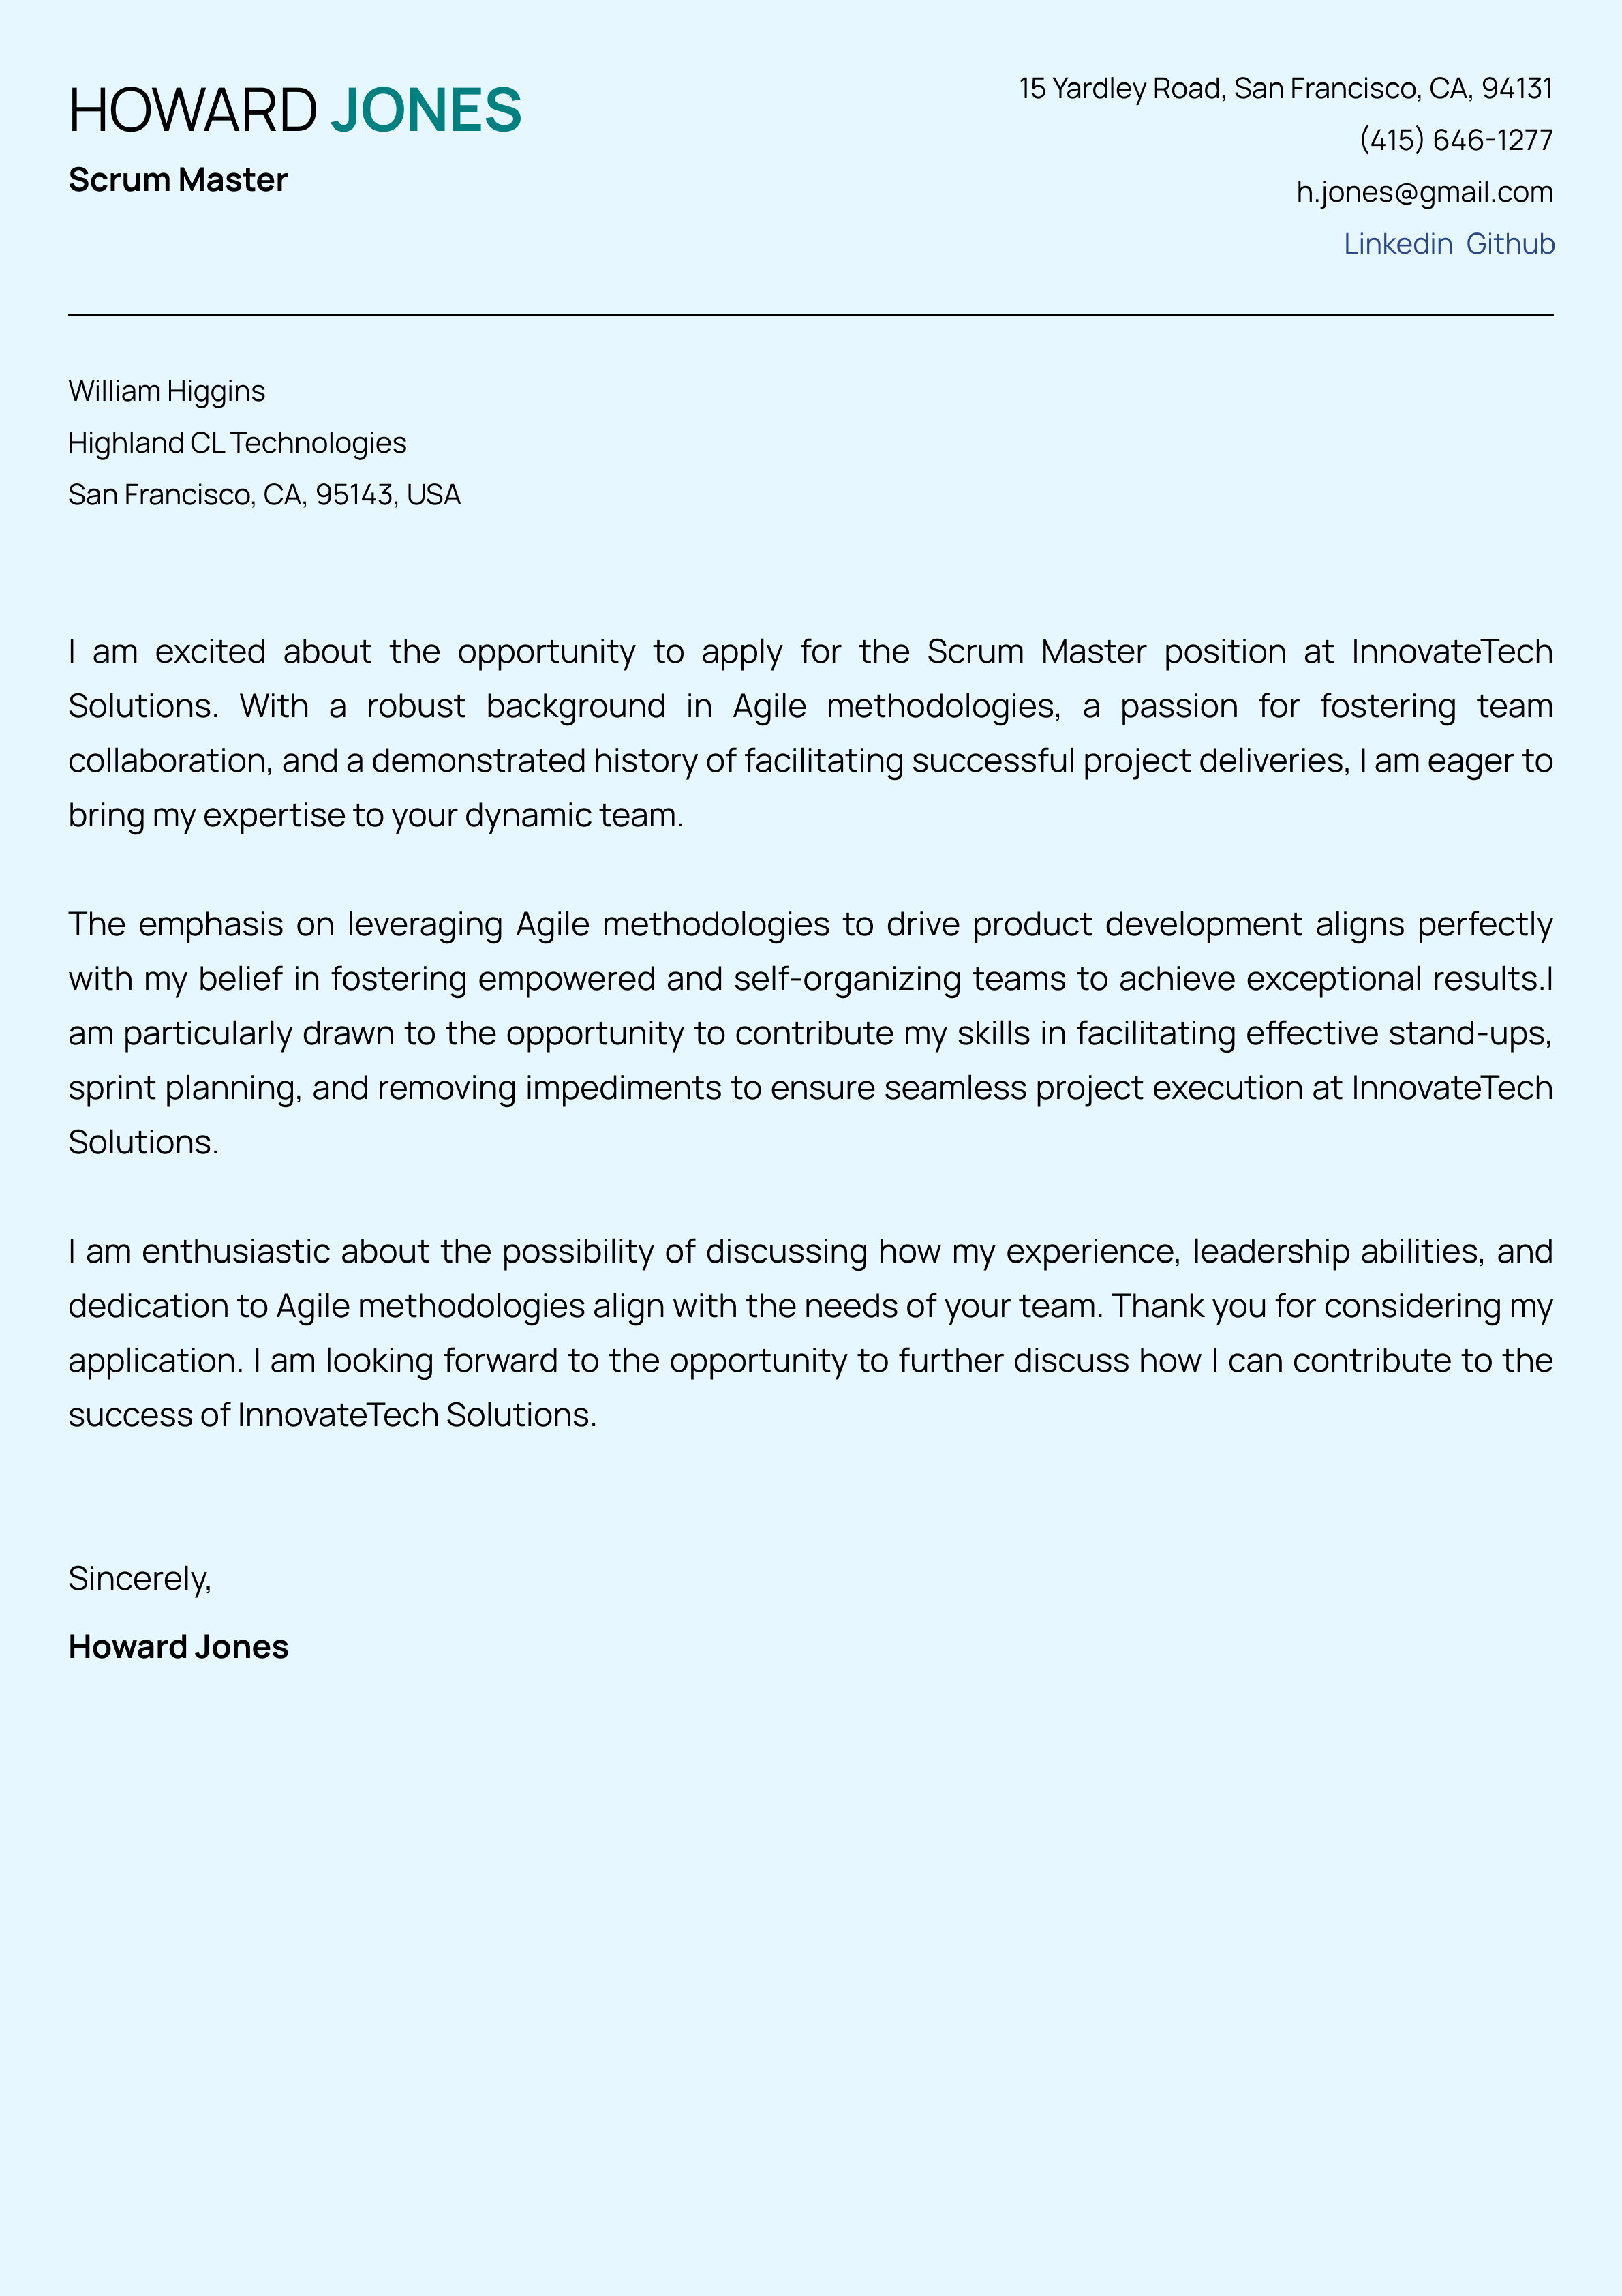 HOWARD JONES
Scrum Master
15 Yardley Road, San Francisco, CA, 94131
(415) 646-1277
h.jones@gmail.com
Linkedin Github
William Higgins
Highland CL Technologies
San Francisco, CA, 95143, USA
I am excited about the opportunity to apply for the Scrum Master position at InnovateTech
Solutions. With a robust background in Agile methodologies, a passion for fostering team
collaboration, and a demonstrated history of facilitating successful project deliveries, I am eager to
bring my expertise to your dynamic team.
The emphasis on leveraging Agile methodologies to drive product development aligns perfectly
with my belief in fostering empowered and self-organizing teams to achieve exceptional results.I
am particularly drawn to the opportunity to contribute my skills in facilitating effective stand-ups,
sprint planning, and removing impediments to ensure seamless project execution at InnovateTech
Solutions.
I am enthusiastic about the possibility of discussing how my experience, leadership abilities, and
dedication to Agile methodologies align with the needs of your team. Thank you for considering my
application. I am looking forward to the opportunity to further discuss how I can contribute to the
success of InnovateTech Solutions.
Sincerely,
Howard Jones